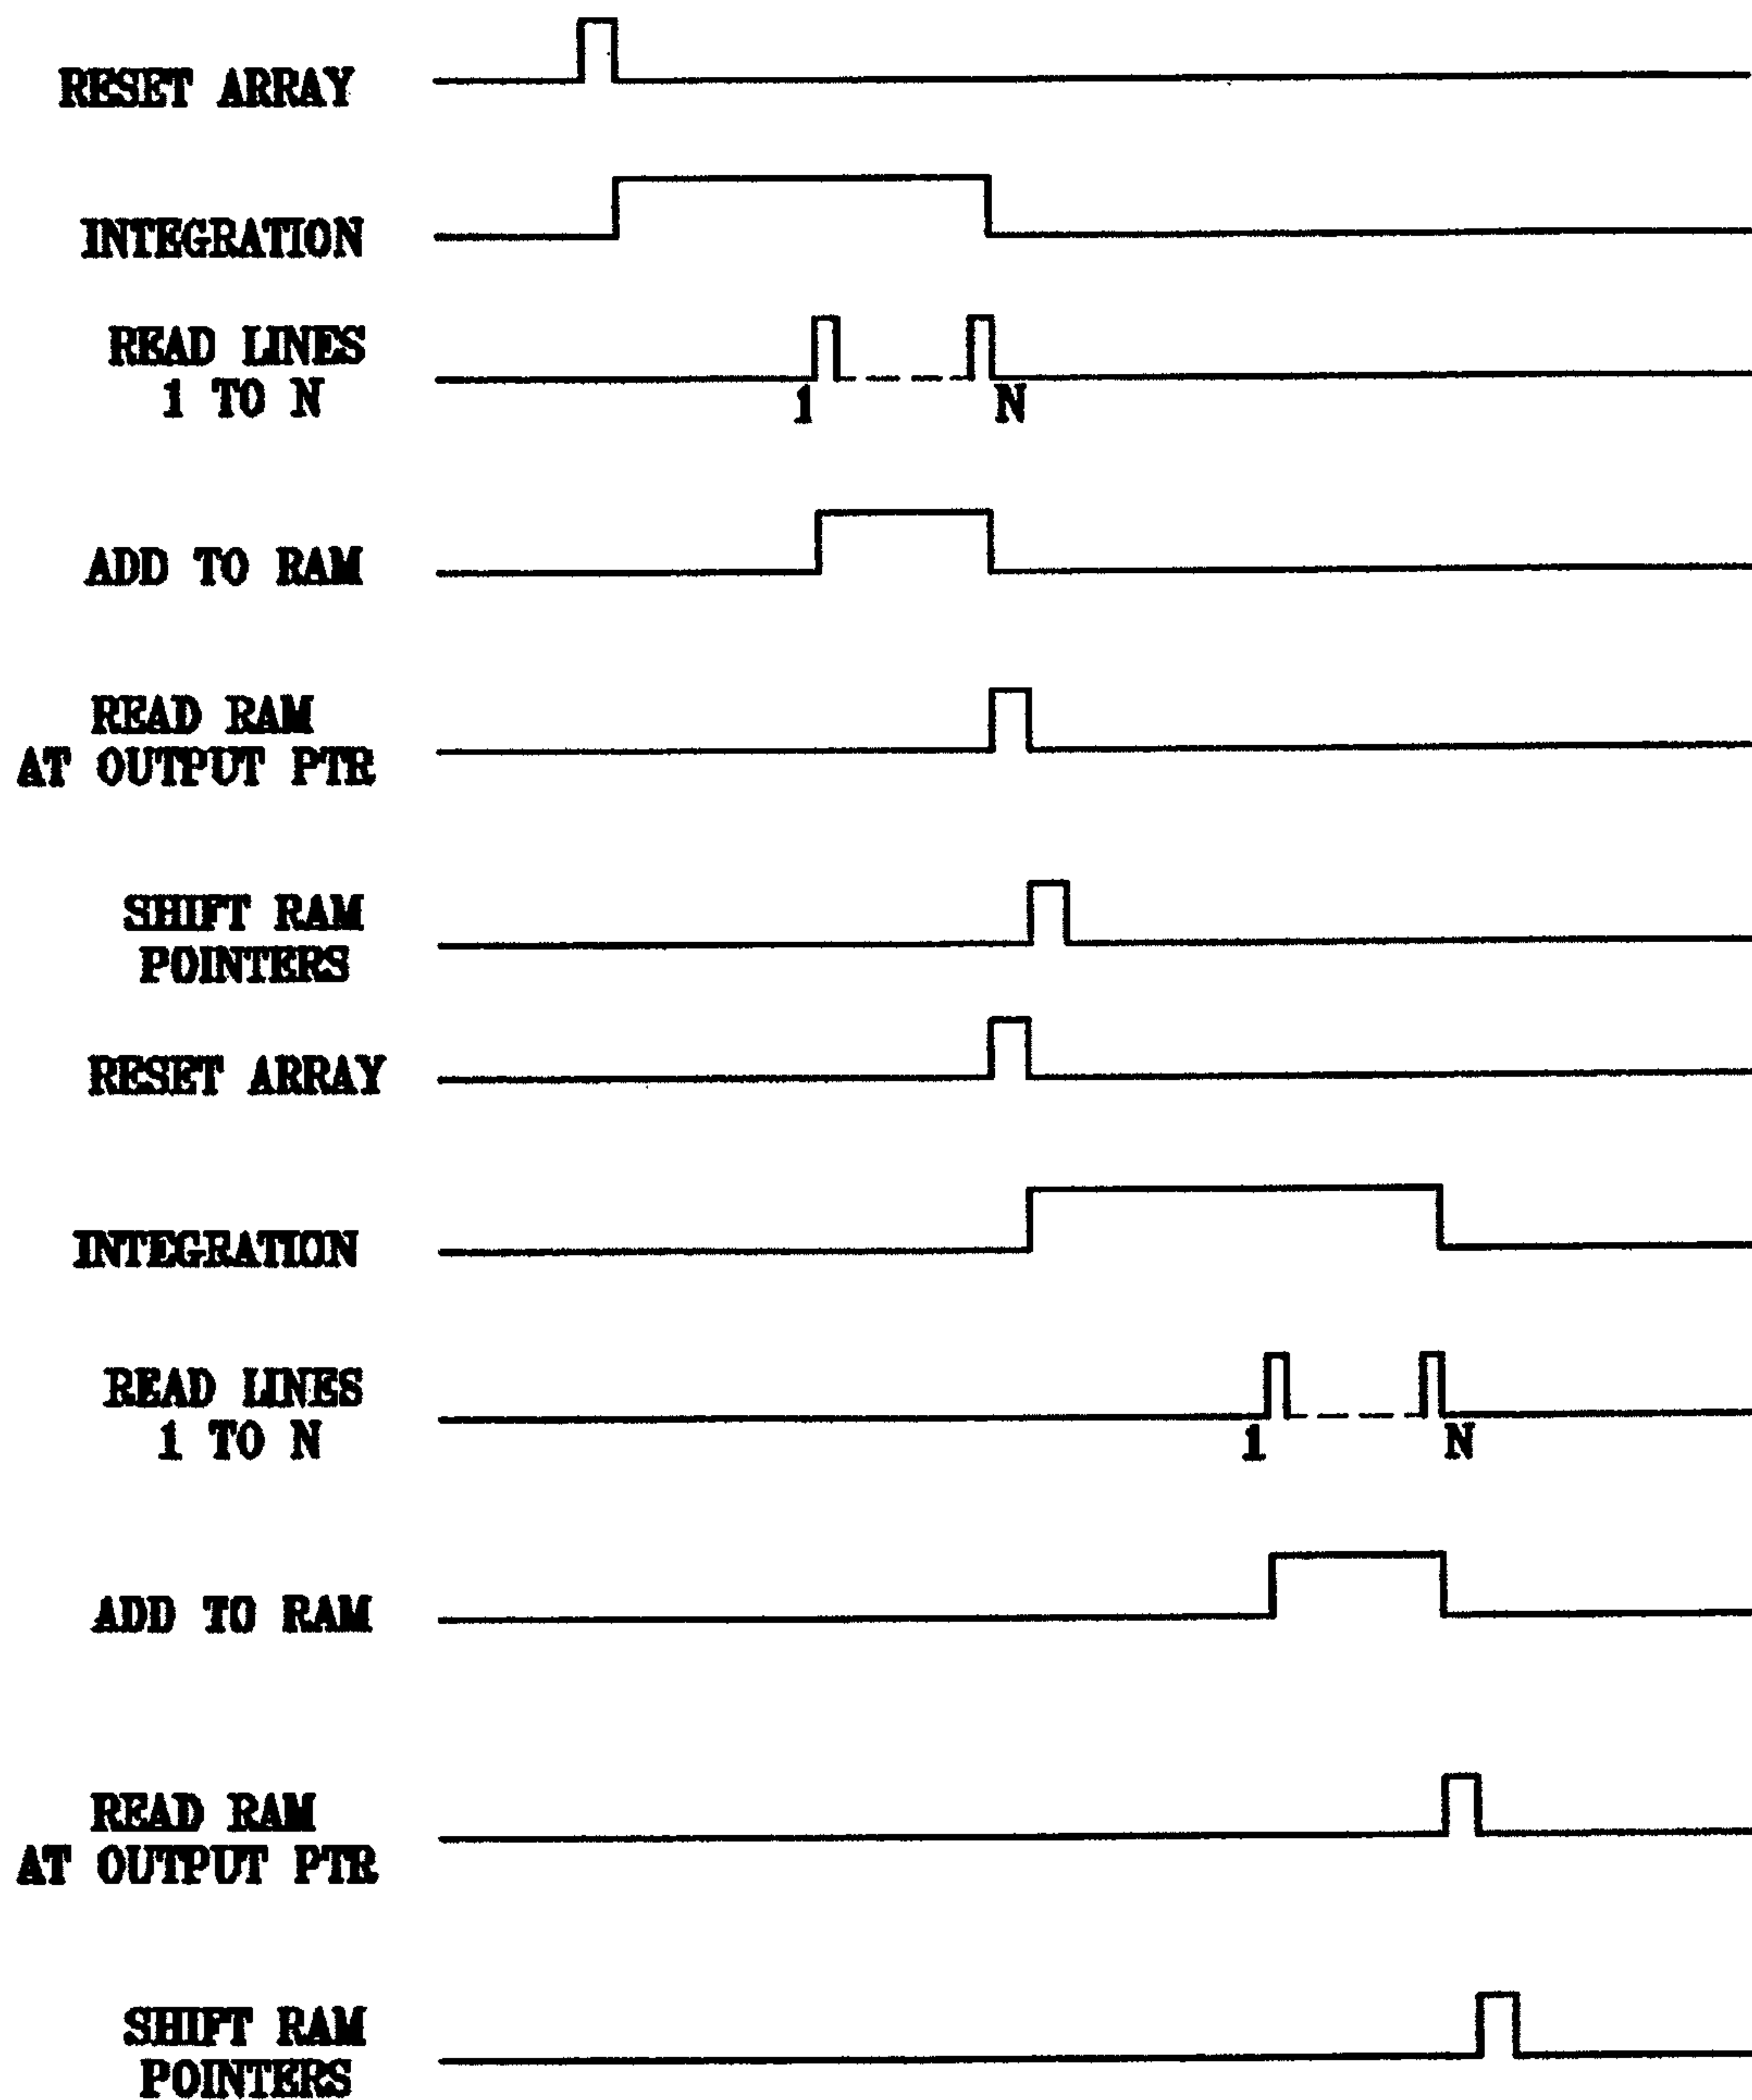 RESET ARRAY
INTEGRATION
READ LINES
1 TO N
1
N
ADD TO RAM
READ RAM
AT OUTPUT PTR
SHIFT RAM
POINTERS
RESET ARRAY
INTEGRATION
READ LINES
1 TO N
1
N
ADD TO RAM
READ RAM
AT OUTPUT PTR
SHIFT RAM
POINTERS